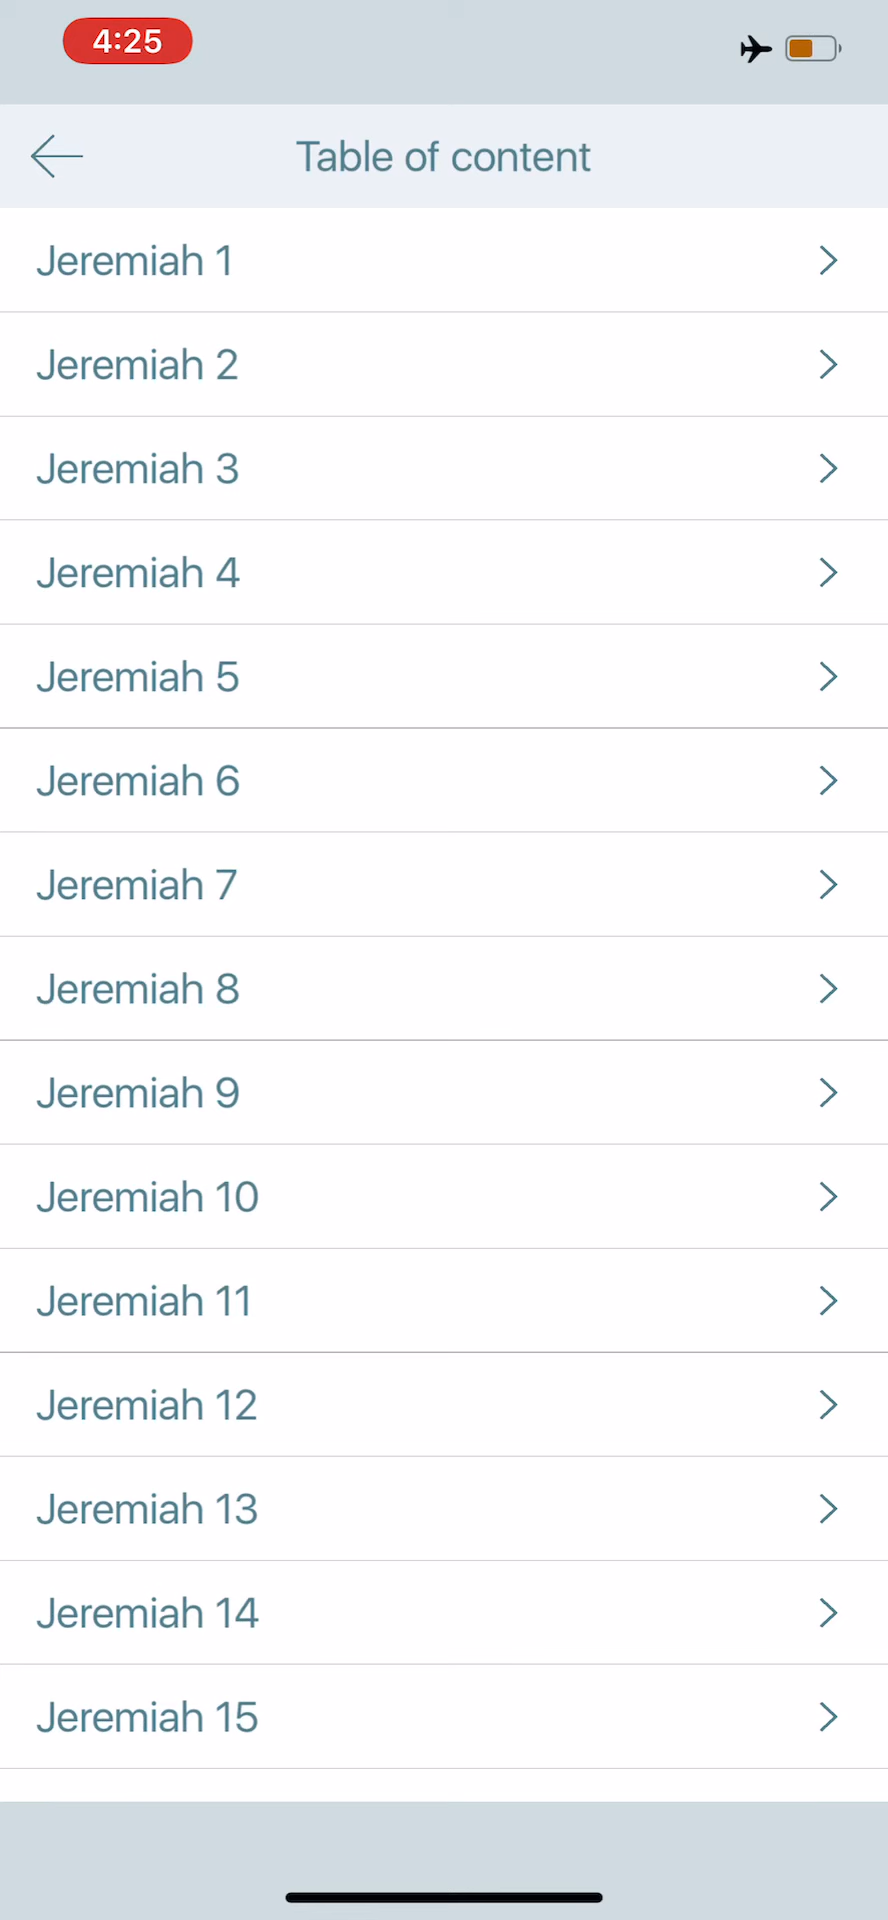 4:25
Table of content
Jeremiah 1
Jeremiah 2
Jeremiah 3
Jeremiah 4
Jeremiah 5
Jeremiah 6
Jeremiah 7
Jeremiah 8
Jeremiah 9
Jeremiah 10
Jeremiah 11
Jeremiah 12
Jeremiah 13
Jeremiah 14
Jeremiah 15